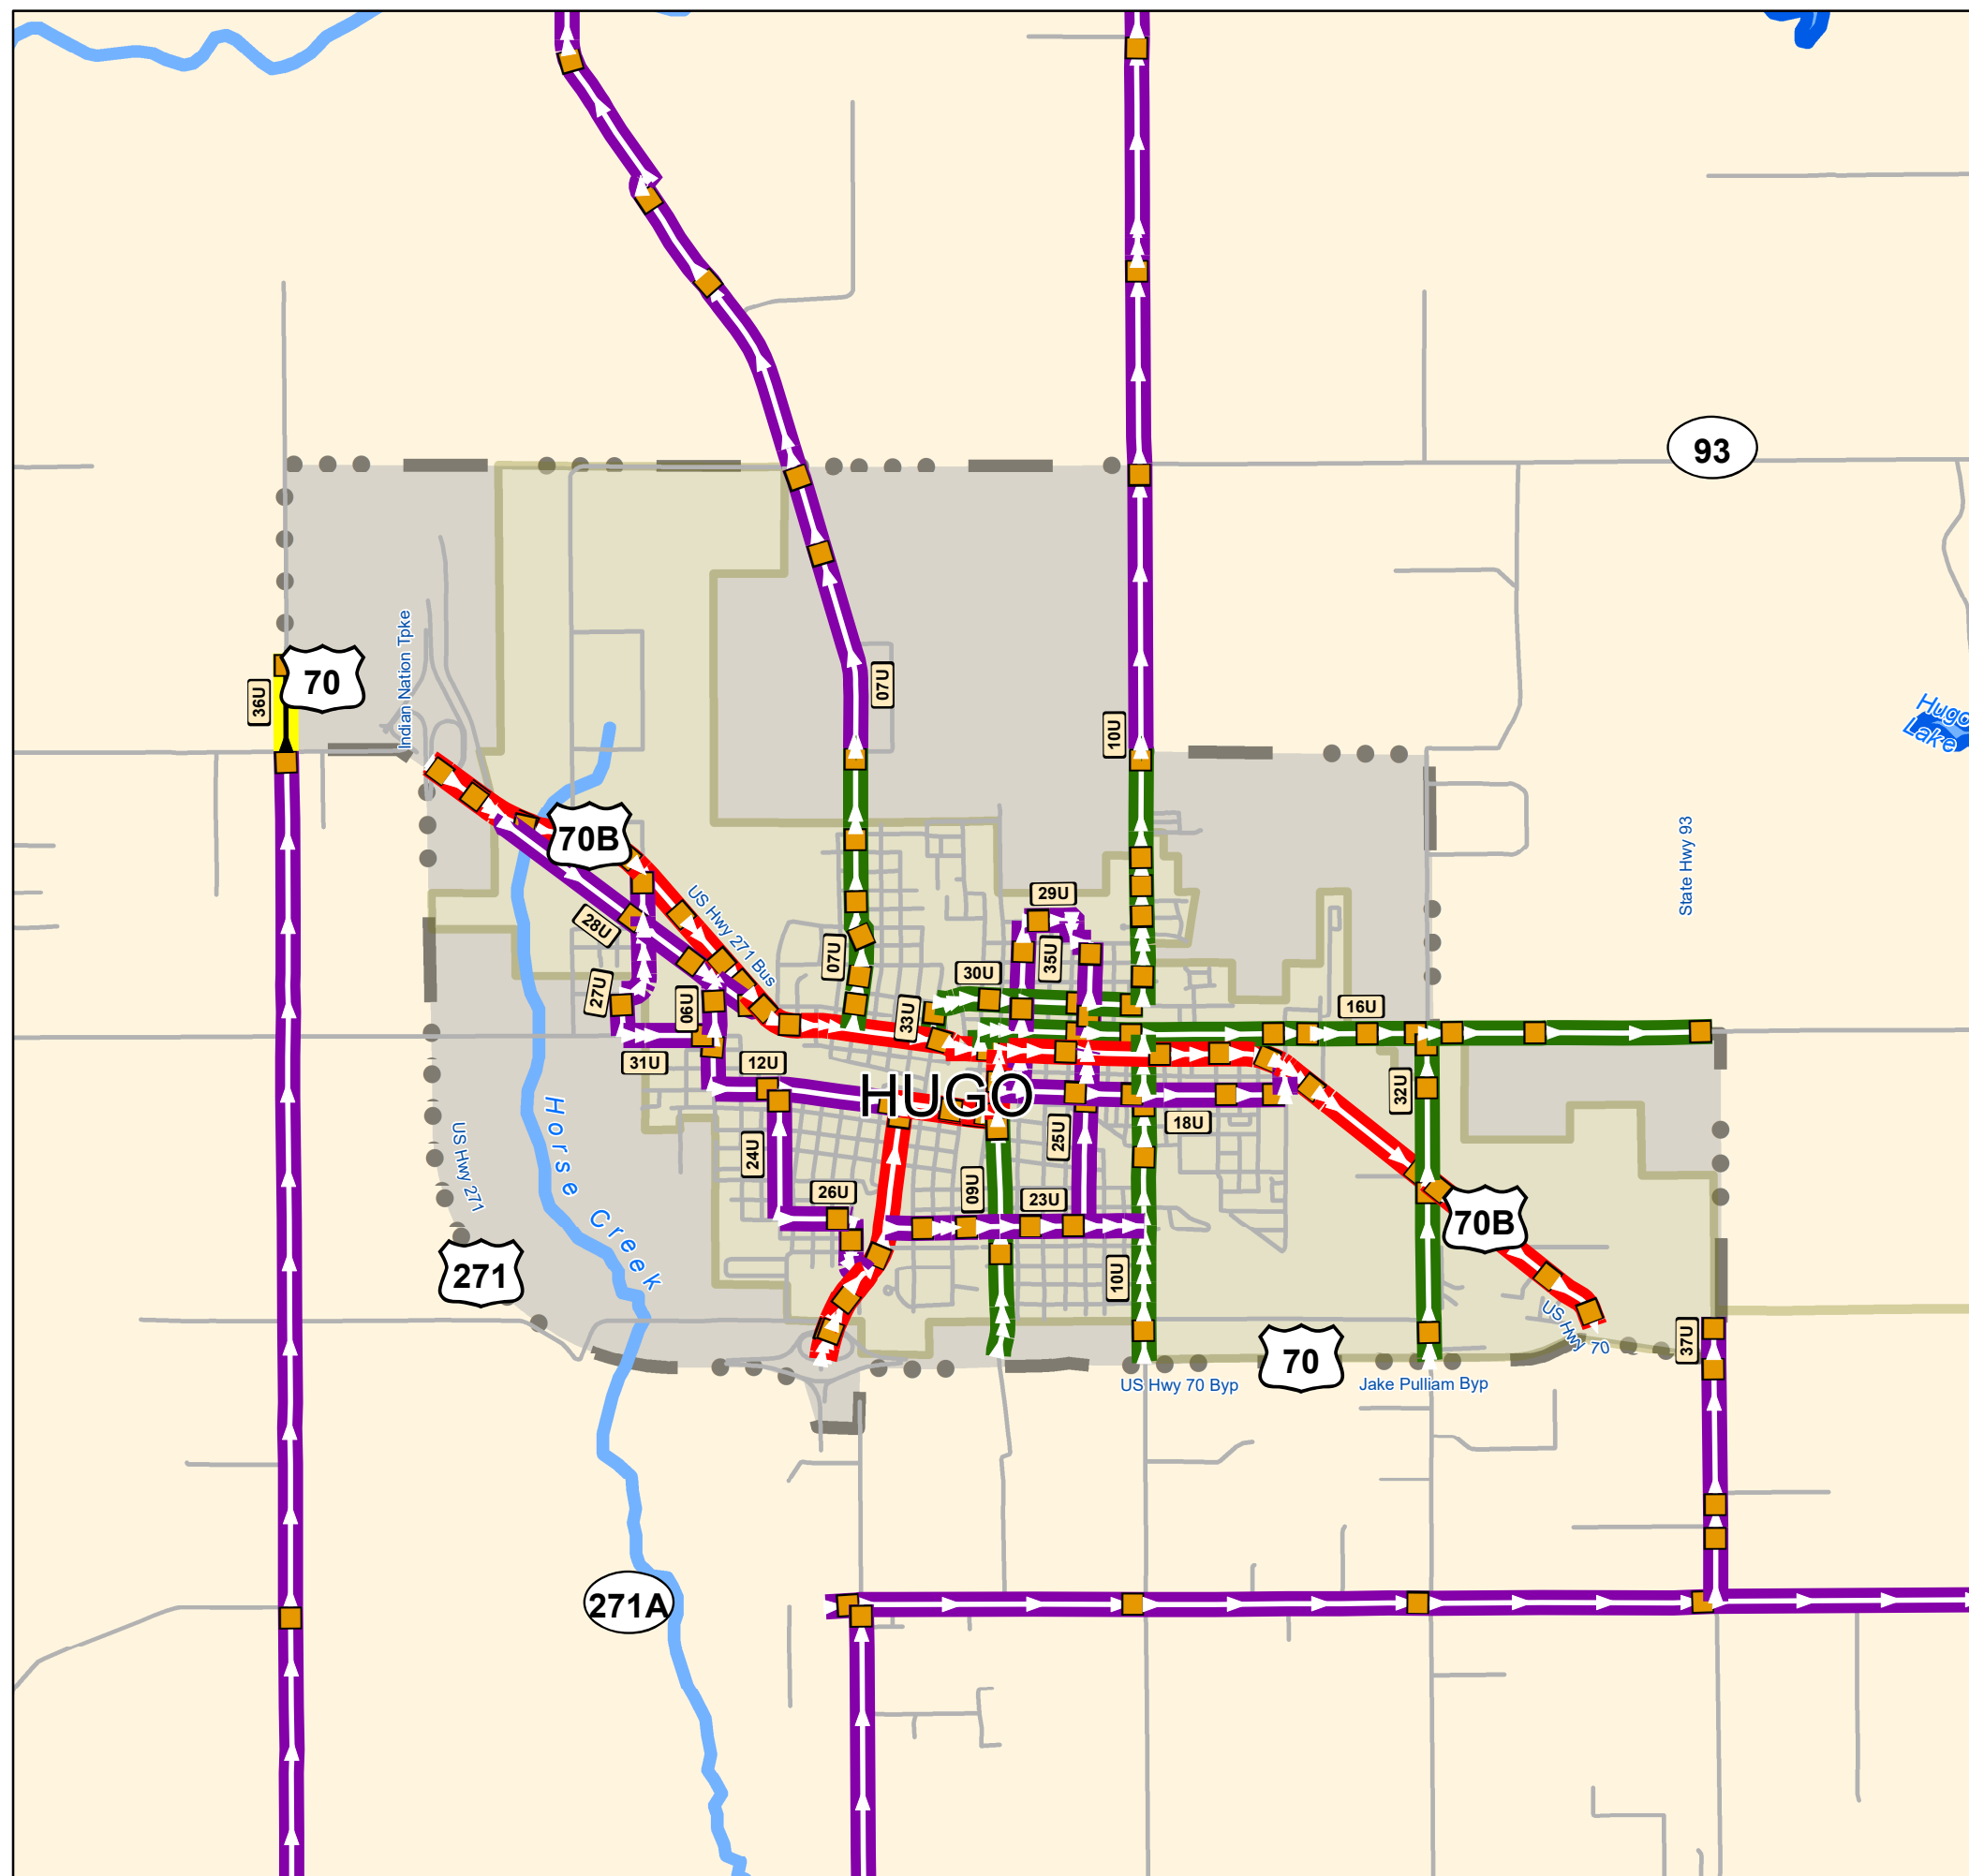 93
Indian Nation Tpke
70
07U
36U
10U
Hugo
Lake
70B
State Hwy 93
US Hwy 271 Bus
29U
28U
07U
35U
30U
27U
06U
33U
16U
31U
12U
HUGO
32U
18U
25U
24U
Horse Creek
US Hwy 271
26U
09U
23U
70B
271
10U
US Hwy 70
37U
70
US Hwy 70 Byp
Jake Pulliam Byp
271A